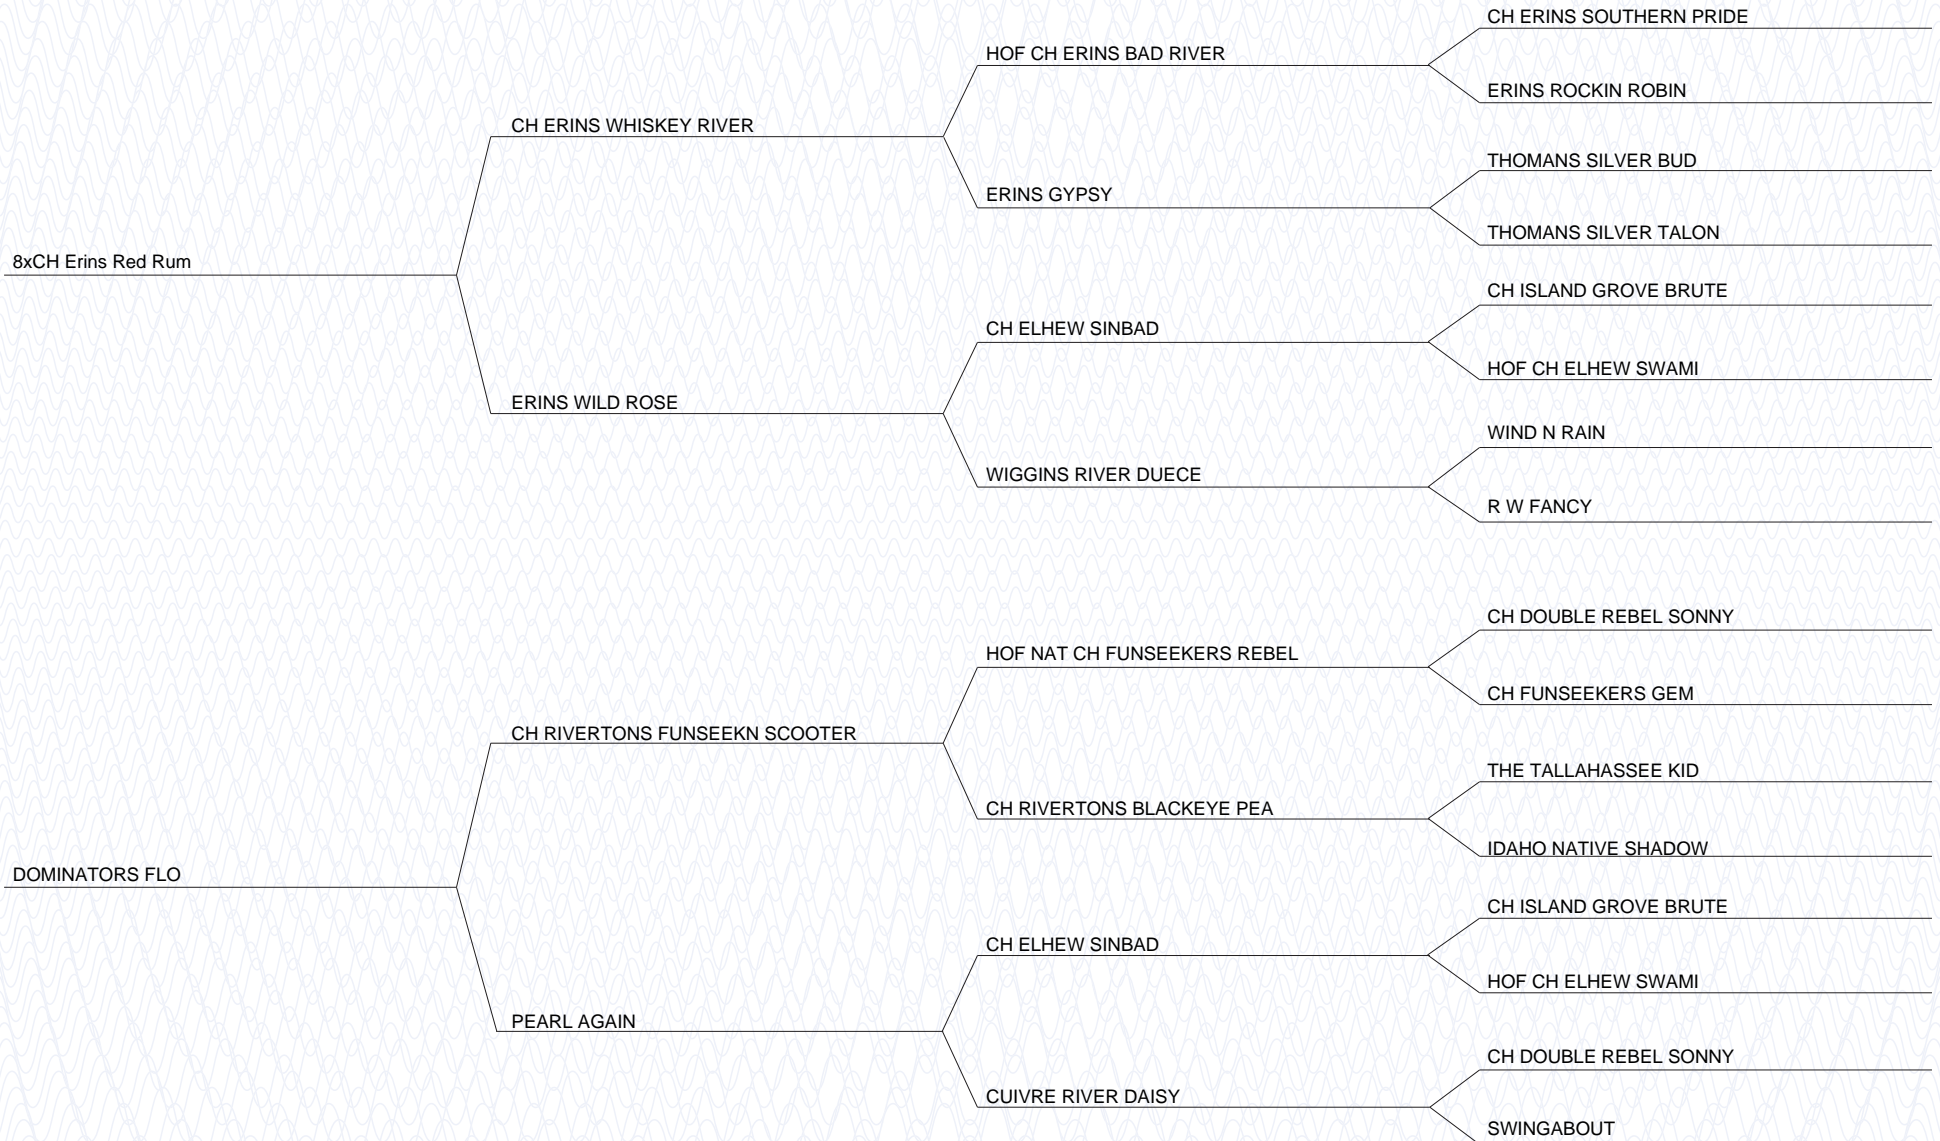 CH ERINS SOUTHERN PRIDE
HOF CH ERINS BAD RIVER
ERINS ROCKIN ROBIN
CH ERINS WHISKEY RIVER
THOMANS SILVER BUD
ERINS GYPSY
THOMANS SILVER TALON
8xCH Erins Red Rum
CH ISLAND GROVE BRUTE
CH ELHEW SINBAD
HOF CH ELHEW SWAMI
ERINS WILD ROSE
WIND N RAIN
WIGGINS RIVER DUECE
R W FANCY
CH DOUBLE REBEL SONNY
HOF NAT CH FUNSEEKERS REBEL
CH FUNSEEKERS GEM
CH RIVERTONS FUNSEEKN SCOOTER
THE TALLAHASSEE KID
CH RIVERTONS BLACKEYE PEA
IDAHO NATIVE SHADOW
DOMINATORS FLO
CH ISLAND GROVE BRUTE
CH ELHEW SINBAD
HOF CH ELHEW SWAMI
PEARL AGAIN
CH DOUBLE REBEL SONNY
CUIVRE RIVER DAISY
SWINGABOUT